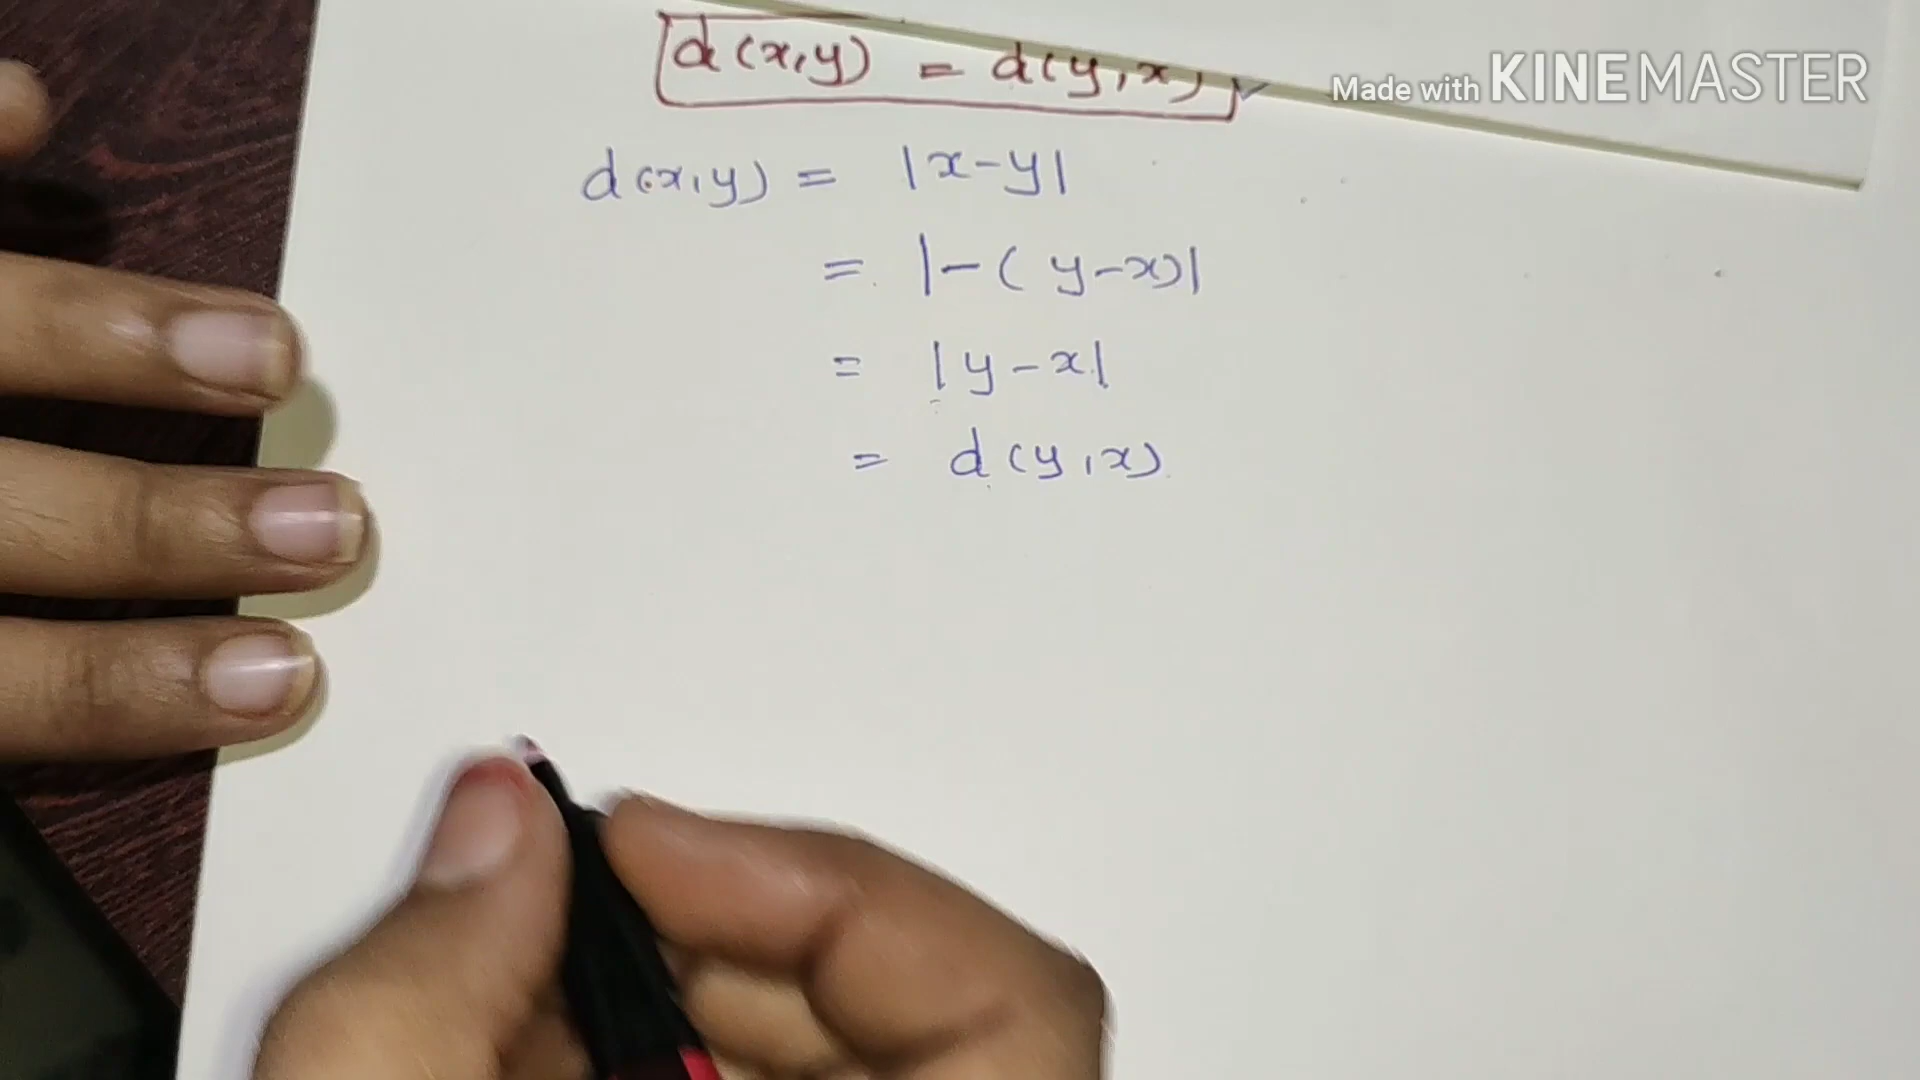 d(x,y) = d(y,x)
Made with KINEMASTER
d(x,y) = |x-y|
= |-(y-x)|
= |y-x|
= d(y,x)